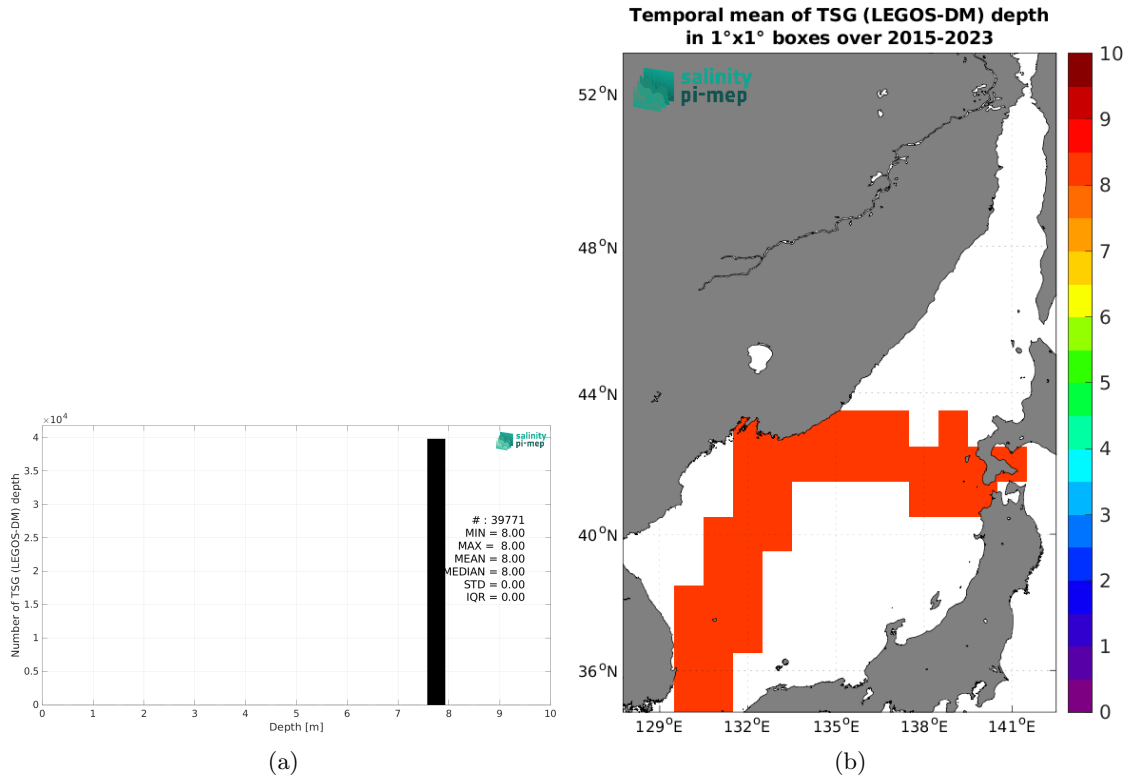 ×10⁴
4
3.5
3
2.5
2
1.5
1
0.5
0
Number of TSG (LEGOS-DM) depth
salinity
pi-mep
# : 39771
MIN = 8.00
MAX = 8.00
MEAN = 8.00
MEDIAN = 8.00
STD = 0.00
IQR = 0.00
0 1 2 3 4 5 6 7 8 9 10
Depth [m]
(a)
Temporal mean of TSG (LEGOS-DM) depth
in 1°x1° boxes over 2015-2023
salinity
pi-mep
52°N
48°N
44°N
40°N
36°N
129°E 132°E 135°E 138°E 141°E
10
9
8
7
6
5
4
3
2
1
0
(b)